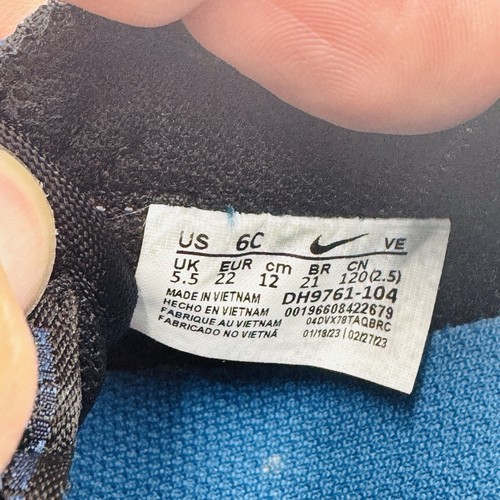 US 6C VE
UK EUR cm BR CN
5.5 22 12 21 120(2.5)
MADE IN VIETNAM DH9761-104
HECHO EN VIETNAM 00196608422679
FABRIQUE AU VIETNAM 04DVX78TAQBRC
FABRICADO NO VIETNÃ 01/18/23 | 02/27/23